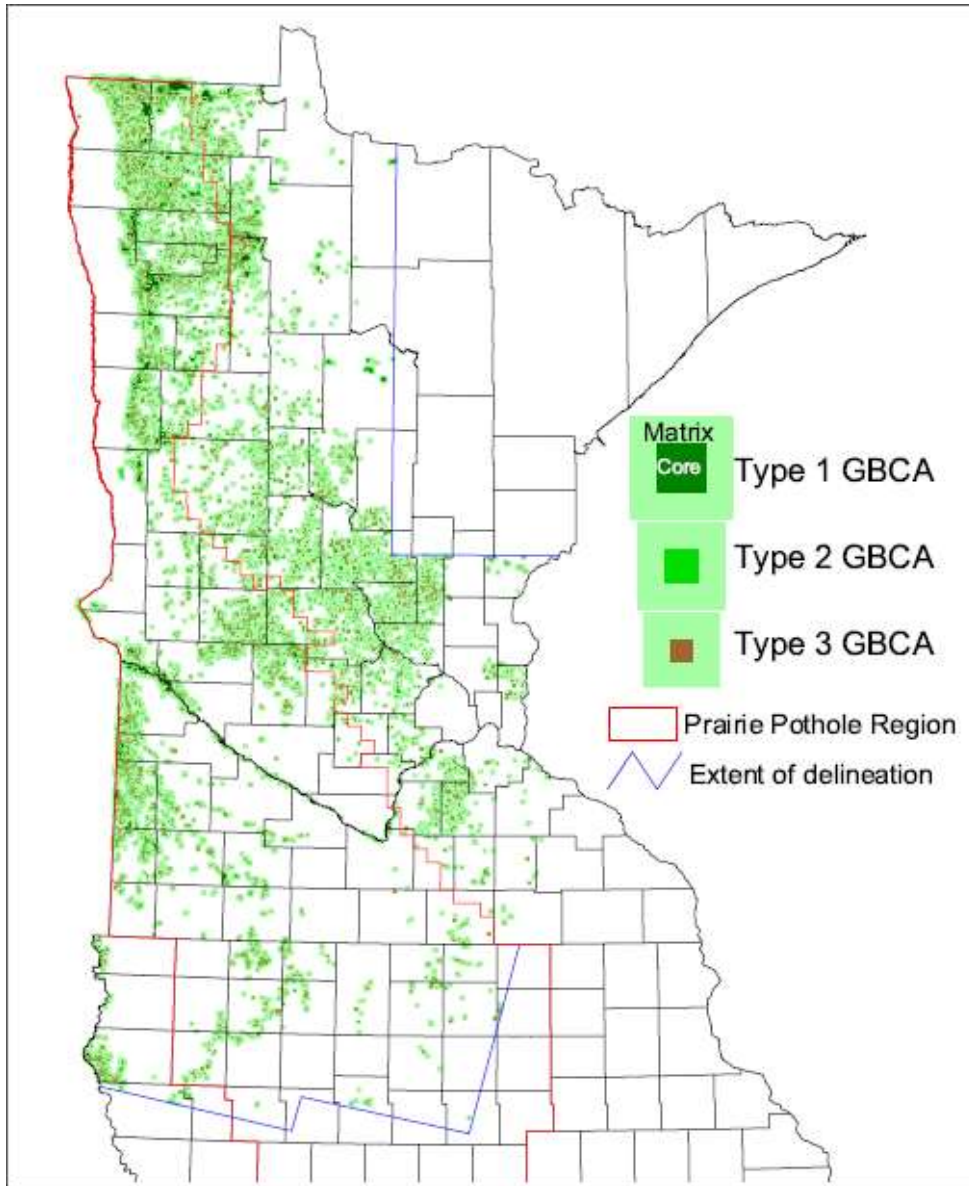 Matrix
Core
Type 1 GBCA
Type 2 GBCA
Type 3 GBCA
Prairie Pothole Region
Extent of delineation